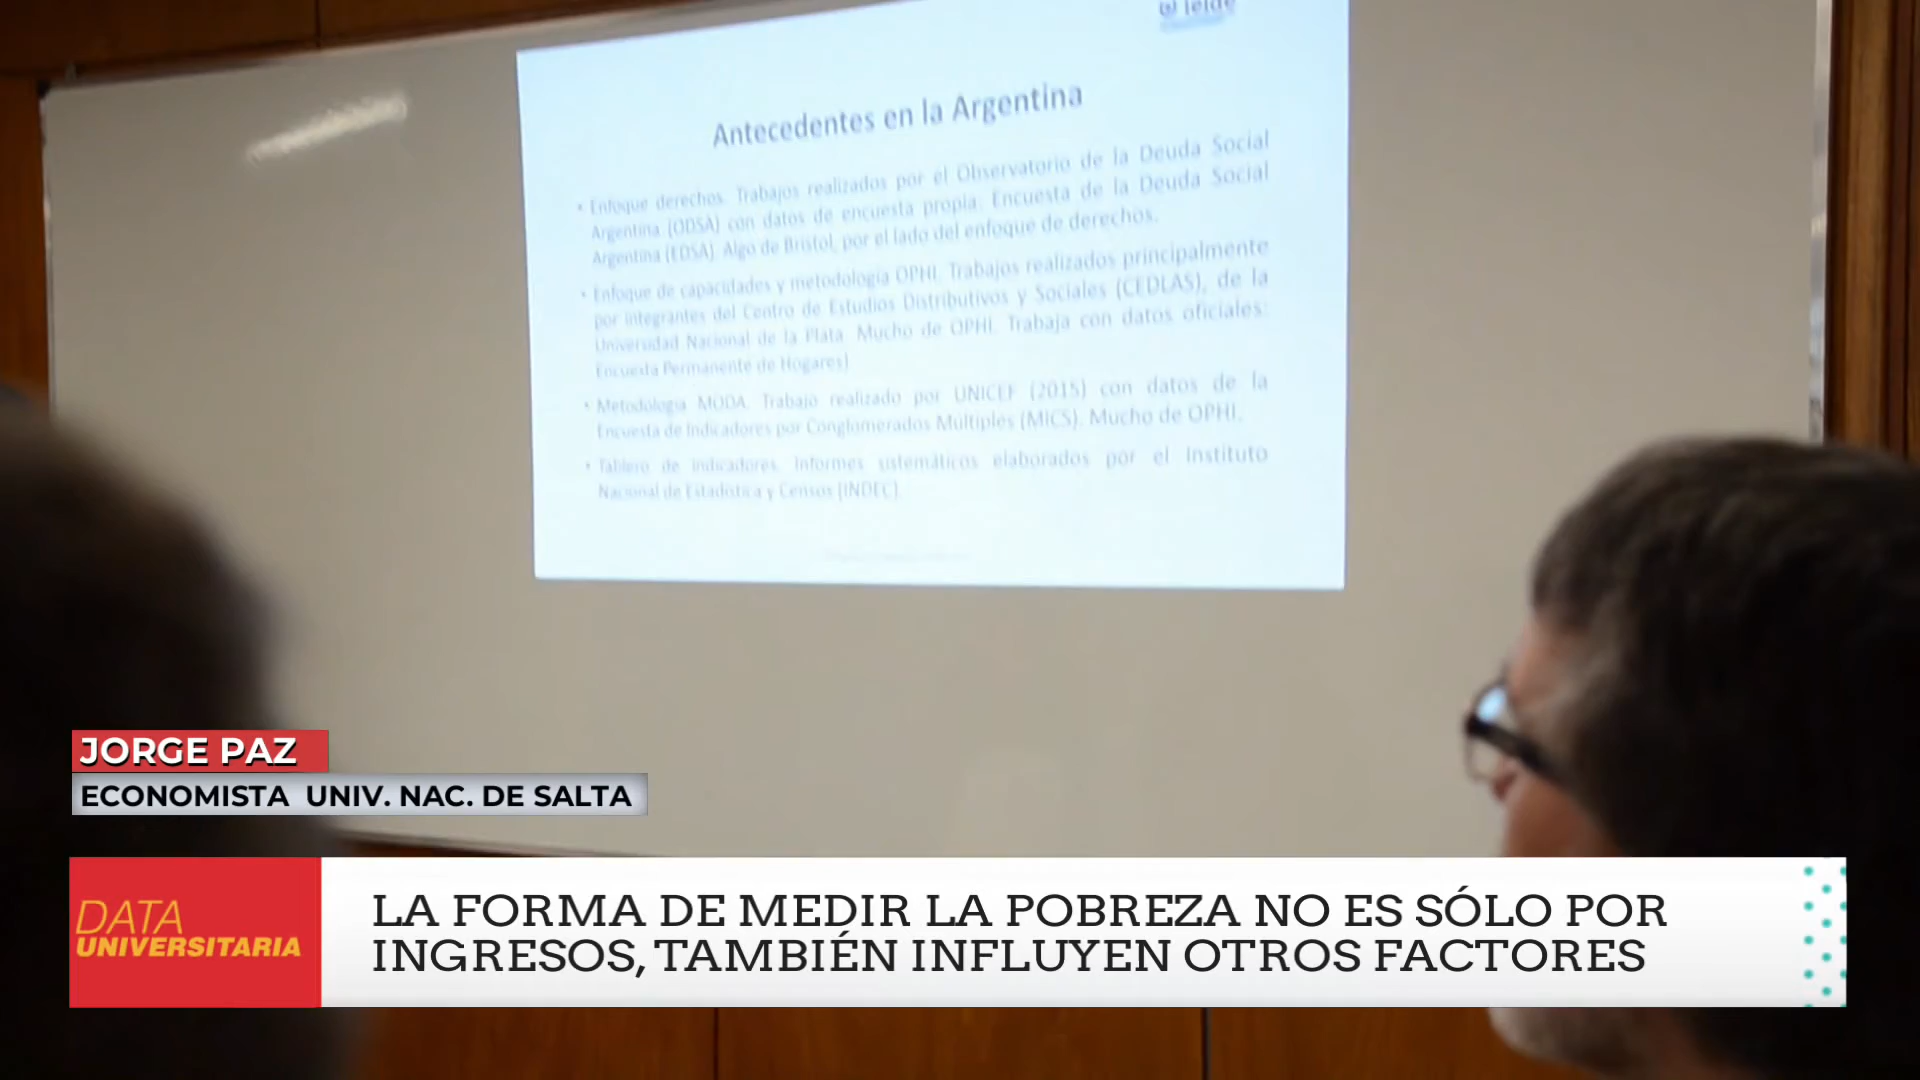 ielde
Antecedentes en la Argentina
• Enfoque derechos. Trabajos realizados por el Observatorio de la Deuda Social
Argentina (ODSA) con datos de encuesta propia. Encuesta de la Deuda Social
Argentina (EDSA). Algo de Bristol, por el lado del enfoque de derechos.
• Enfoque de capacidades y metodología OPHI. Trabajos realizados principalmente
por integrantes del Centro de Estudios Distributivos y Sociales (CEDLAS), de la
Universidad Nacional de la Plata. Mucho de OPHI. Trabaja con datos oficiales:
Encuesta Permanente de Hogares)
• Metodología MODA. Trabajo realizado por UNICEF (2015) con datos de la
Encuesta de Indicadores por Conglomerados Múltiples (MICS). Mucho de OPHI.
• Tablero de Indicadores. Informes sistemáticos elaborados por el Instituto
Nacional de Estadística y Censos (INDEC)
JORGE PAZ
ECONOMISTA UNIV. NAC. DE SALTA
DATA
UNIVERSITARIA
LA FORMA DE MEDIR LA POBREZA NO ES SÓLO POR
INGRESOS, TAMBIÉN INFLUYEN OTROS FACTORES